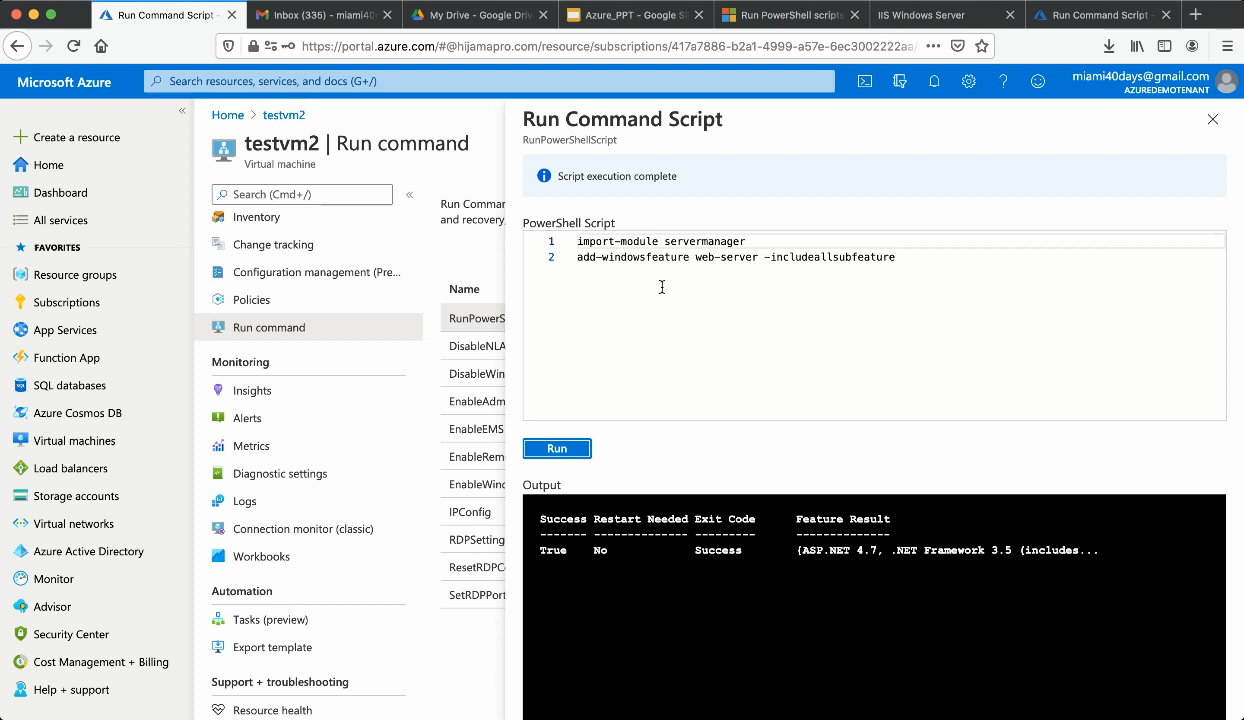 Run Command Script -
Inbox (335) - miami40
My Drive - Google Driv
Azure_PPT - Google Sl
Run PowerShell scripts
IIS Windows Server
Run Command Script -
https://portal.azure.com/#@hijamapro.com/resource/subscriptions/417a7886-b2a1-4999-a57e-6ec3002222aa/
Microsoft Azure
Search resources, services, and docs (G+/)
miami40days@gmail.com
AZUREDEMOTENANT
Create a resource
Home
Dashboard
All services
FAVORITES
Resource groups
Subscriptions
App Services
Function App
SQL databases
Azure Cosmos DB
Virtual machines
Load balancers
Storage accounts
Virtual networks
Azure Active Directory
Monitor
Advisor
Security Center
Cost Management + Billing
Help + support
Home > testvm2
testvm2 | Run command
Virtual machine
Search (Cmd+/)
Inventory
Change tracking
Configuration management (Pre...
Policies
Run command
Monitoring
Insights
Alerts
Metrics
Diagnostic settings
Logs
Connection monitor (classic)
Workbooks
Automation
Tasks (preview)
Export template
Support + troubleshooting
Resource health
Run Comman
and recovery,
Name
RunPowerS
DisableNLA
DisableWin
EnableAdm
EnableEMS
EnableRem
EnableWind
IPConfig
RDPSetting
ResetRDPC
SetRDPPort
Run Command Script
RunPowerShellScript
Script execution complete
PowerShell Script
1 import-module servermanager
2 add-windowsfeature web-server -includeallsubfeature
Run
Output
Success Restart Needed Exit Code Feature Result
------- -------------- --------- --------------
True No Success {ASP.NET 4.7, .NET Framework 3.5 (includes...